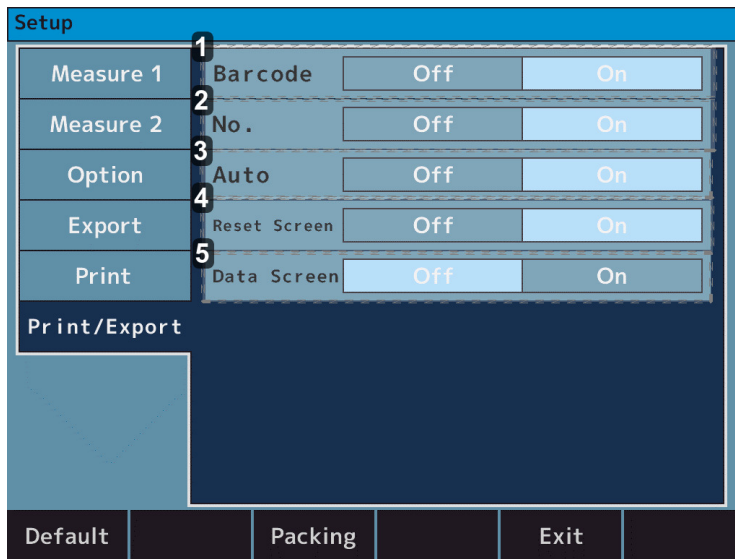 Setup
Measure 1
1 Barcode Off On
Measure 2
2 No. Off On
Option
3 Auto Off On
Export
4 Reset Screen Off On
Print
5 Data Screen Off On
Print/Export
Default Packing Exit